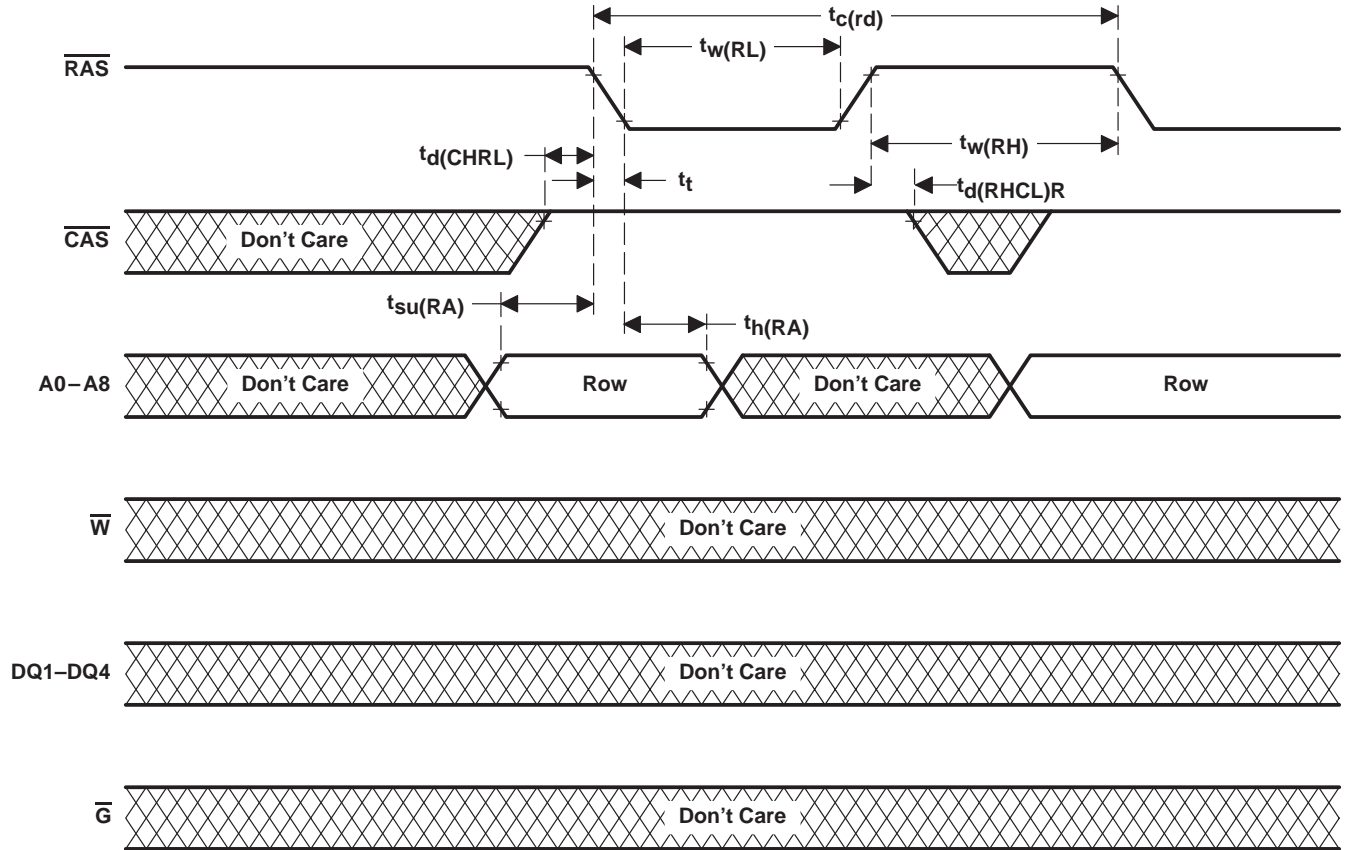 tc(rd)
tw(RL)
RAS
tw(RH)
td(CHRL)
tt
td(RHCL)R
CAS
Don't Care
tsu(RA)
th(RA)
A0–A8
Don't Care
Row
Don't Care
Row
W
Don't Care
DQ1–DQ4
Don't Care
G
Don't Care